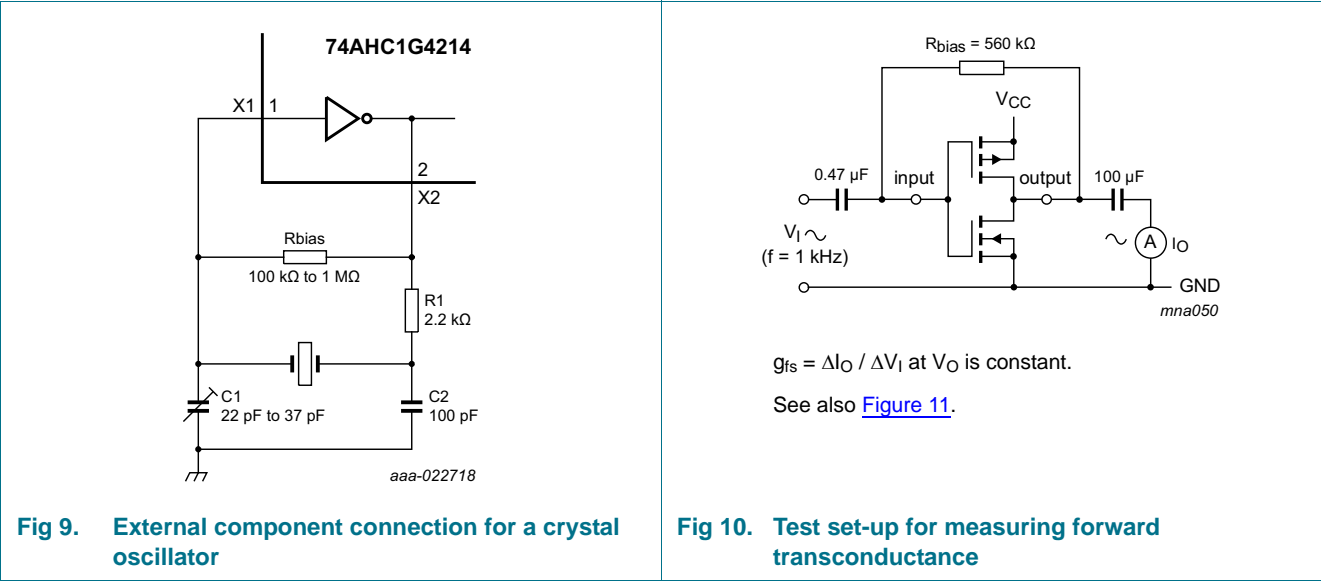 74AHC1G4214
X1 1
2
X2
Rbias
100 kΩ to 1 MΩ
R1
2.2 kΩ
C1
22 pF to 37 pF
C2
100 pF
aaa-022718
Fig 9. External component connection for a crystal
oscillator
Rbias = 560 kΩ
VCC
0.47 μF
input
output
100 μF
VI
(f = 1 kHz)
A
IO
GND
mna050
gfs = ΔIO / ΔVI at VO is constant.
See also Figure 11.
Fig 10. Test set-up for measuring forward
transconductance